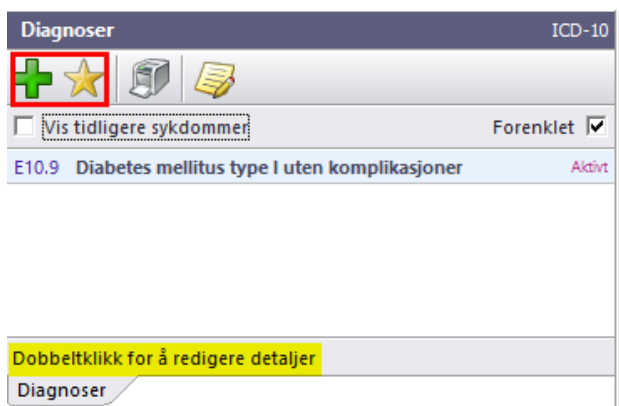 Diagnoser ICD-10
Vis tidligere sykdommer Forenklet
E10.9 Diabetes mellitus type I uten komplikasjoner Aktivt
Dobbeltklikk for å redigere detaljer
Diagnoser